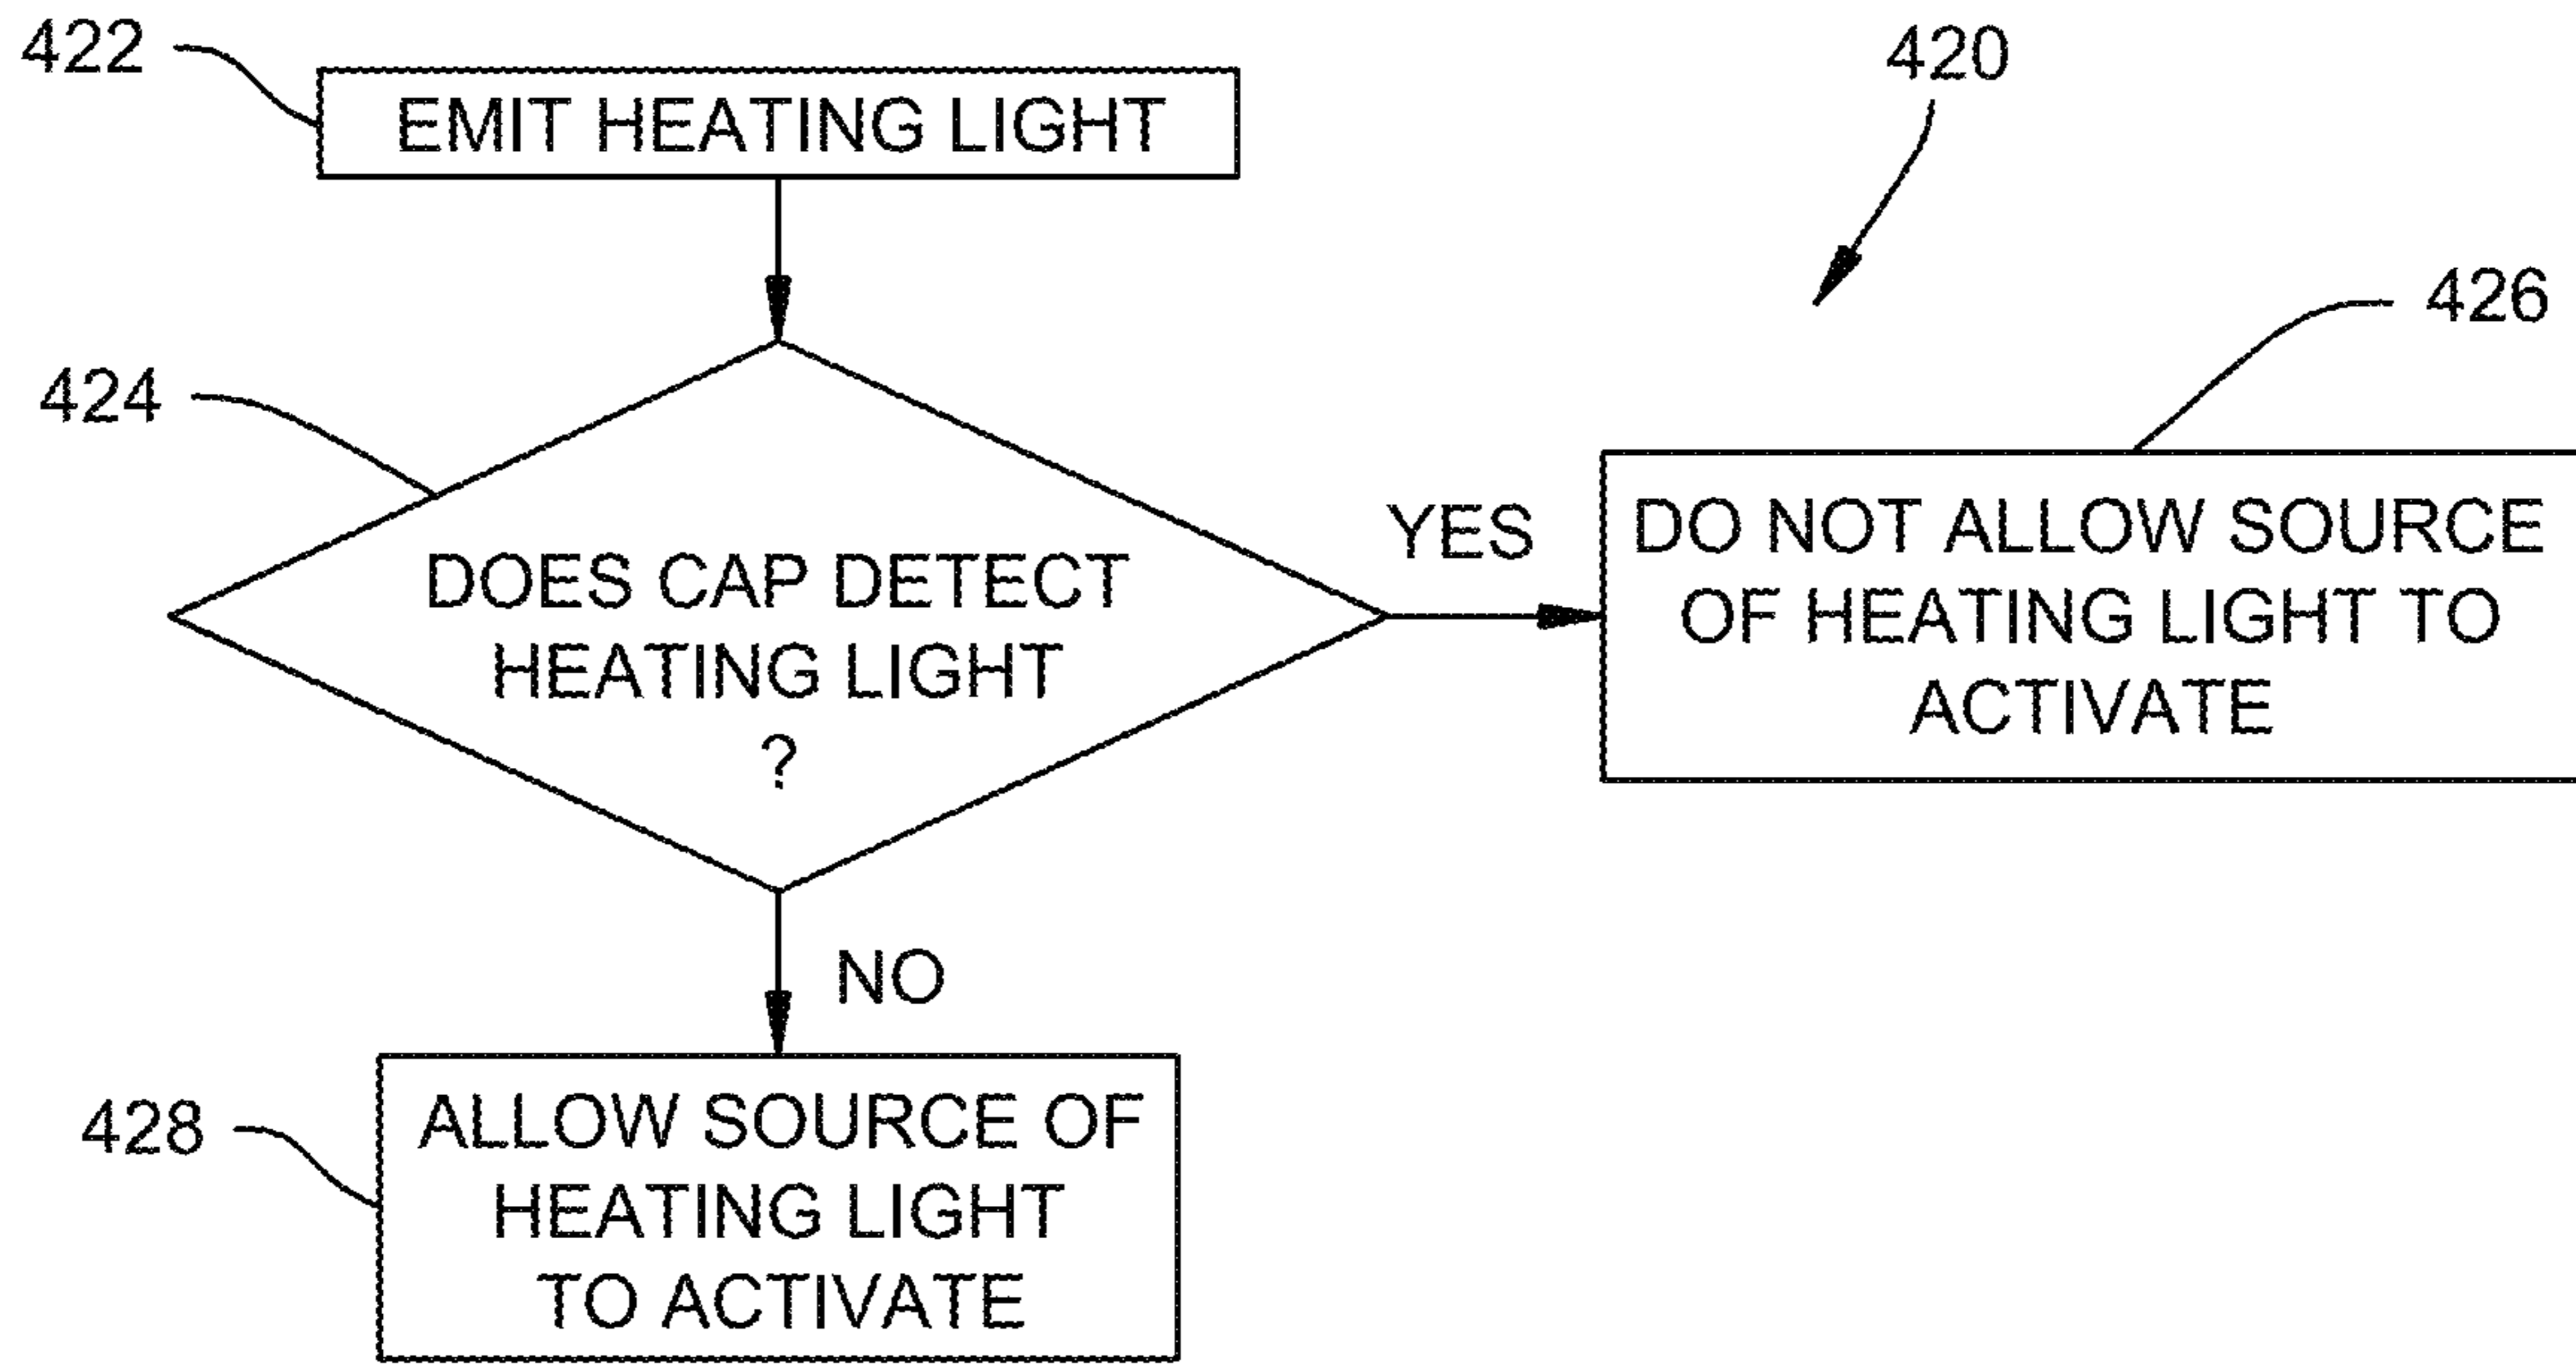 422
EMIT HEATING LIGHT
420
426
424
DOES CAP DETECT
HEATING LIGHT
?
YES
DO NOT ALLOW SOURCE
OF HEATING LIGHT TO
ACTIVATE
NO
428
ALLOW SOURCE OF
HEATING LIGHT
TO ACTIVATE